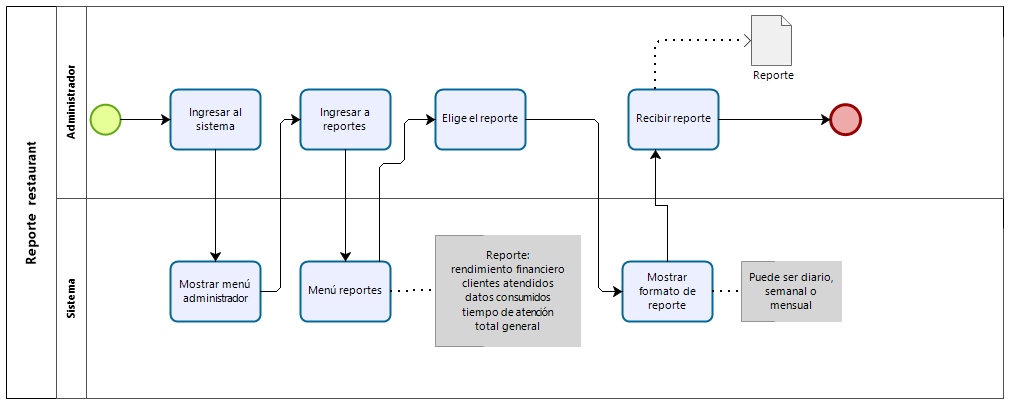 Reporte restaurant
Administrador
Ingresar al
sistema
Ingresar a
reportes
Elige el reporte
Recibir reporte
Reporte
Sistema
Mostrar menú
administrador
Menú reportes
Reporte:
rendimiento financiero
clientes atendidos
datos consumidos
tiempo de atención
total general
Mostrar
formato de
reporte
Puede ser diario,
semanal o
mensual